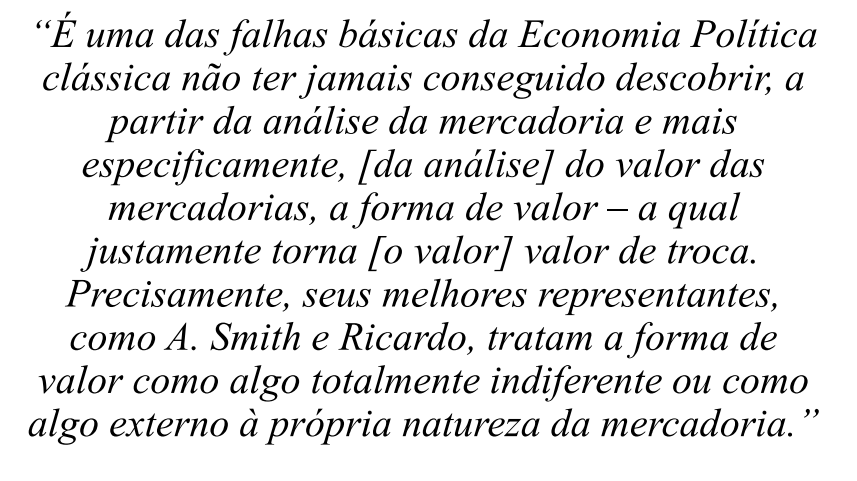 “É uma das falhas básicas da Economia Política
clássica não ter jamais conseguido descobrir, a
partir da análise da mercadoria e mais
especificamente, [da análise] do valor das
mercadorias, a forma de valor – a qual
justamente torna [o valor] valor de troca.
Precisamente, seus melhores representantes,
como A. Smith e Ricardo, tratam a forma de
valor como algo totalmente indiferente ou como
algo externo à própria natureza da mercadoria.”